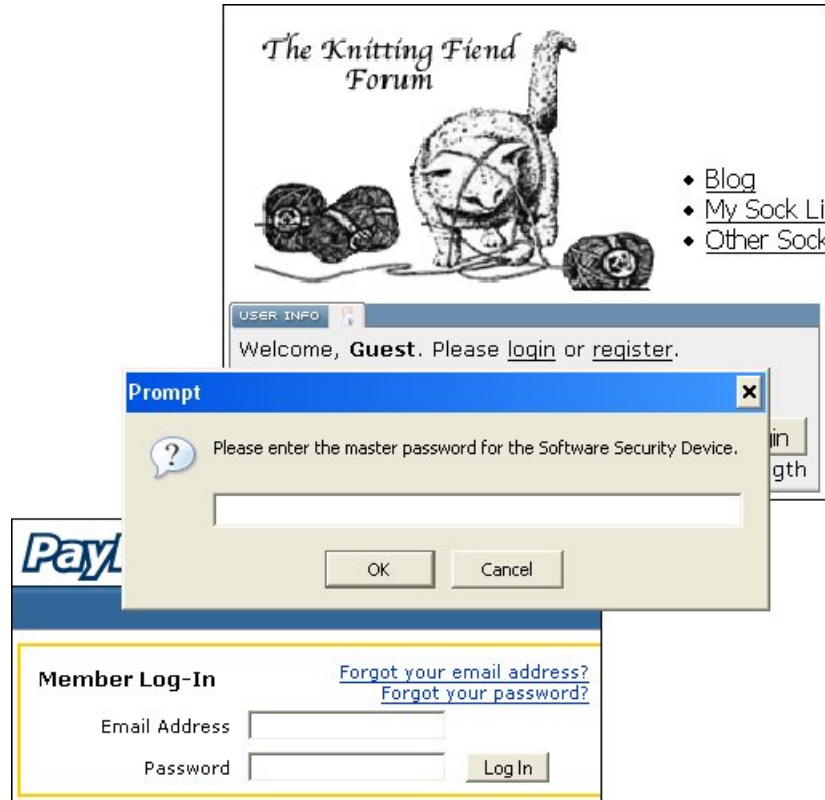 The Knitting Fiend
Forum
• Blog
• My Sock Li
• Other Sock
USER INFO
Welcome, Guest. Please login or register.
Prompt
Please enter the master password for the Software Security Device.
gin
gth
OK
Cancel
Pay
Member Log-In
Forgot your email address?
Forgot your password?
Email Address
Password
Log In